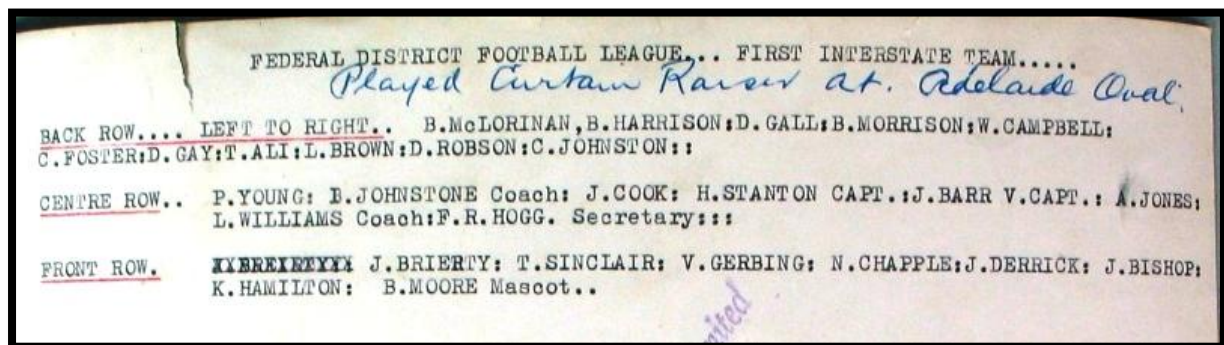 FEDERAL DISTRICT FOOTBALL LEAGUE... FIRST INTERSTATE TEAM.....
Played Curtain Raiser at. Adelaide Oval.
BACK ROW.... LEFT TO RIGHT.. B.McLORINAN,B.HARRISON:D.GALL:B.MORRISON:W.CAMPBELL:
C.FOSTER:D.GAY:T.ALI:L.BROWN:D.ROBSON:C.JOHNSTON::
CENTRE ROW.. P.YOUNG: B.JOHNSTONE Coach: J.COOK: H.STANTON CAPT.:J.BARR V.CAPT.: A.JONES:
L.WILLIAMS Coach:F.R.HOGG. Secretary:::
FRONT ROW. J.BRIERTY: T.SINCLAIR: V.GERBING: N.CHAPPLE:J.DERRICK: J.BISHOP:
K.HAMILTON: B.MOORE Mascot..